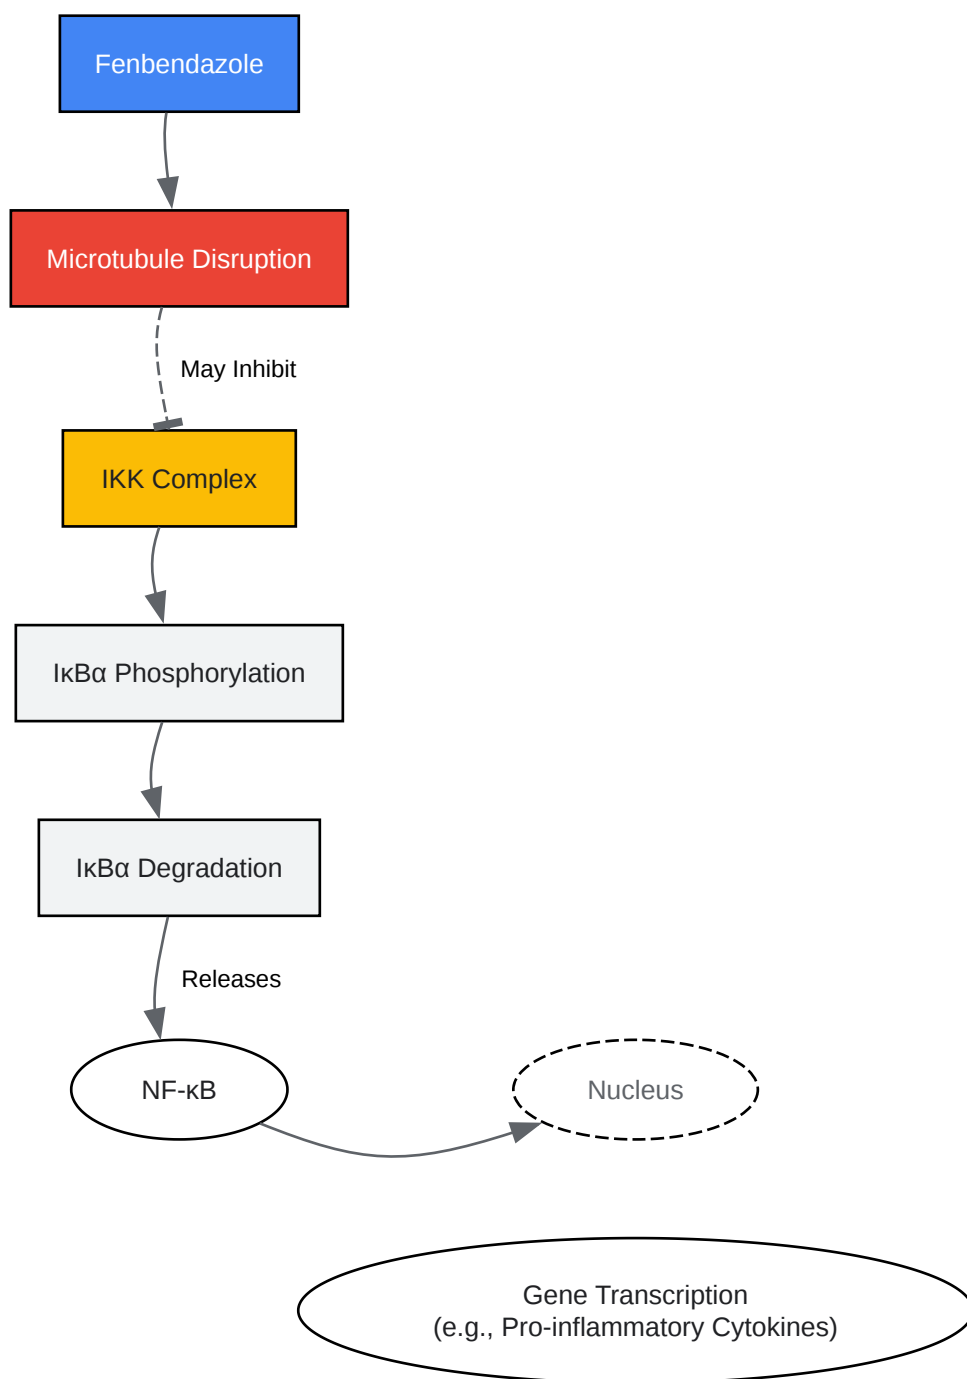 Fenbendazole
Microtubule Disruption
May Inhibit
IKK Complex
IκBα Phosphorylation
IκBα Degradation
Releases
NF-κB
Nucleus
Gene Transcription
(e.g., Pro-inflammatory Cytokines)